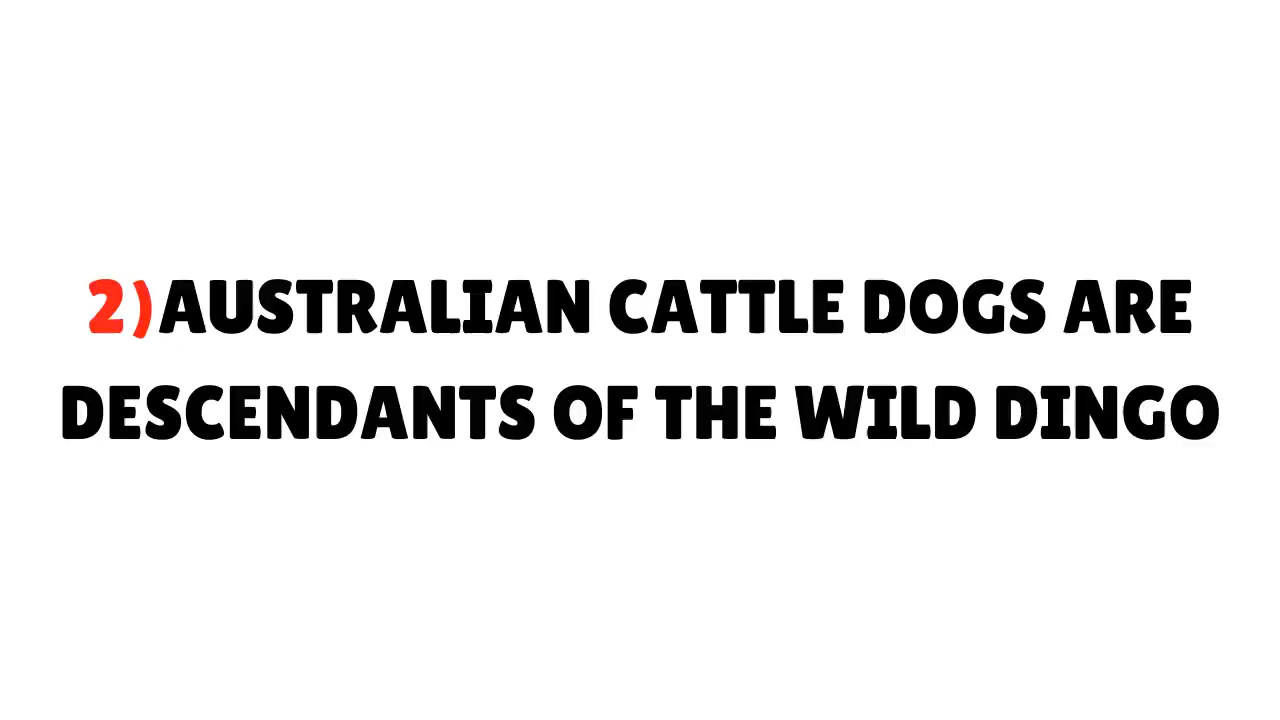 2)AUSTRALIAN CATTLE DOGS ARE
DESCENDANTS OF THE WILD DINGO